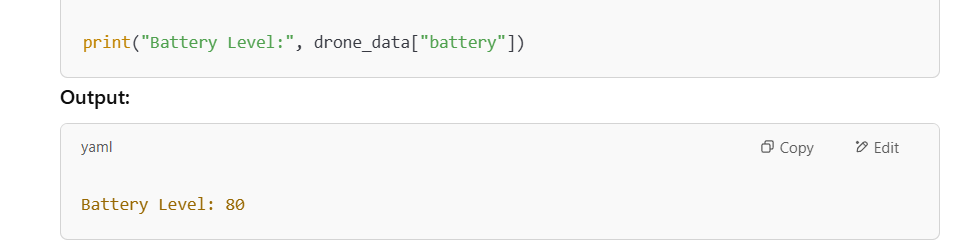 print("Battery Level:", drone_data["battery"])
Output:
yaml
Copy
Edit
Battery Level: 80